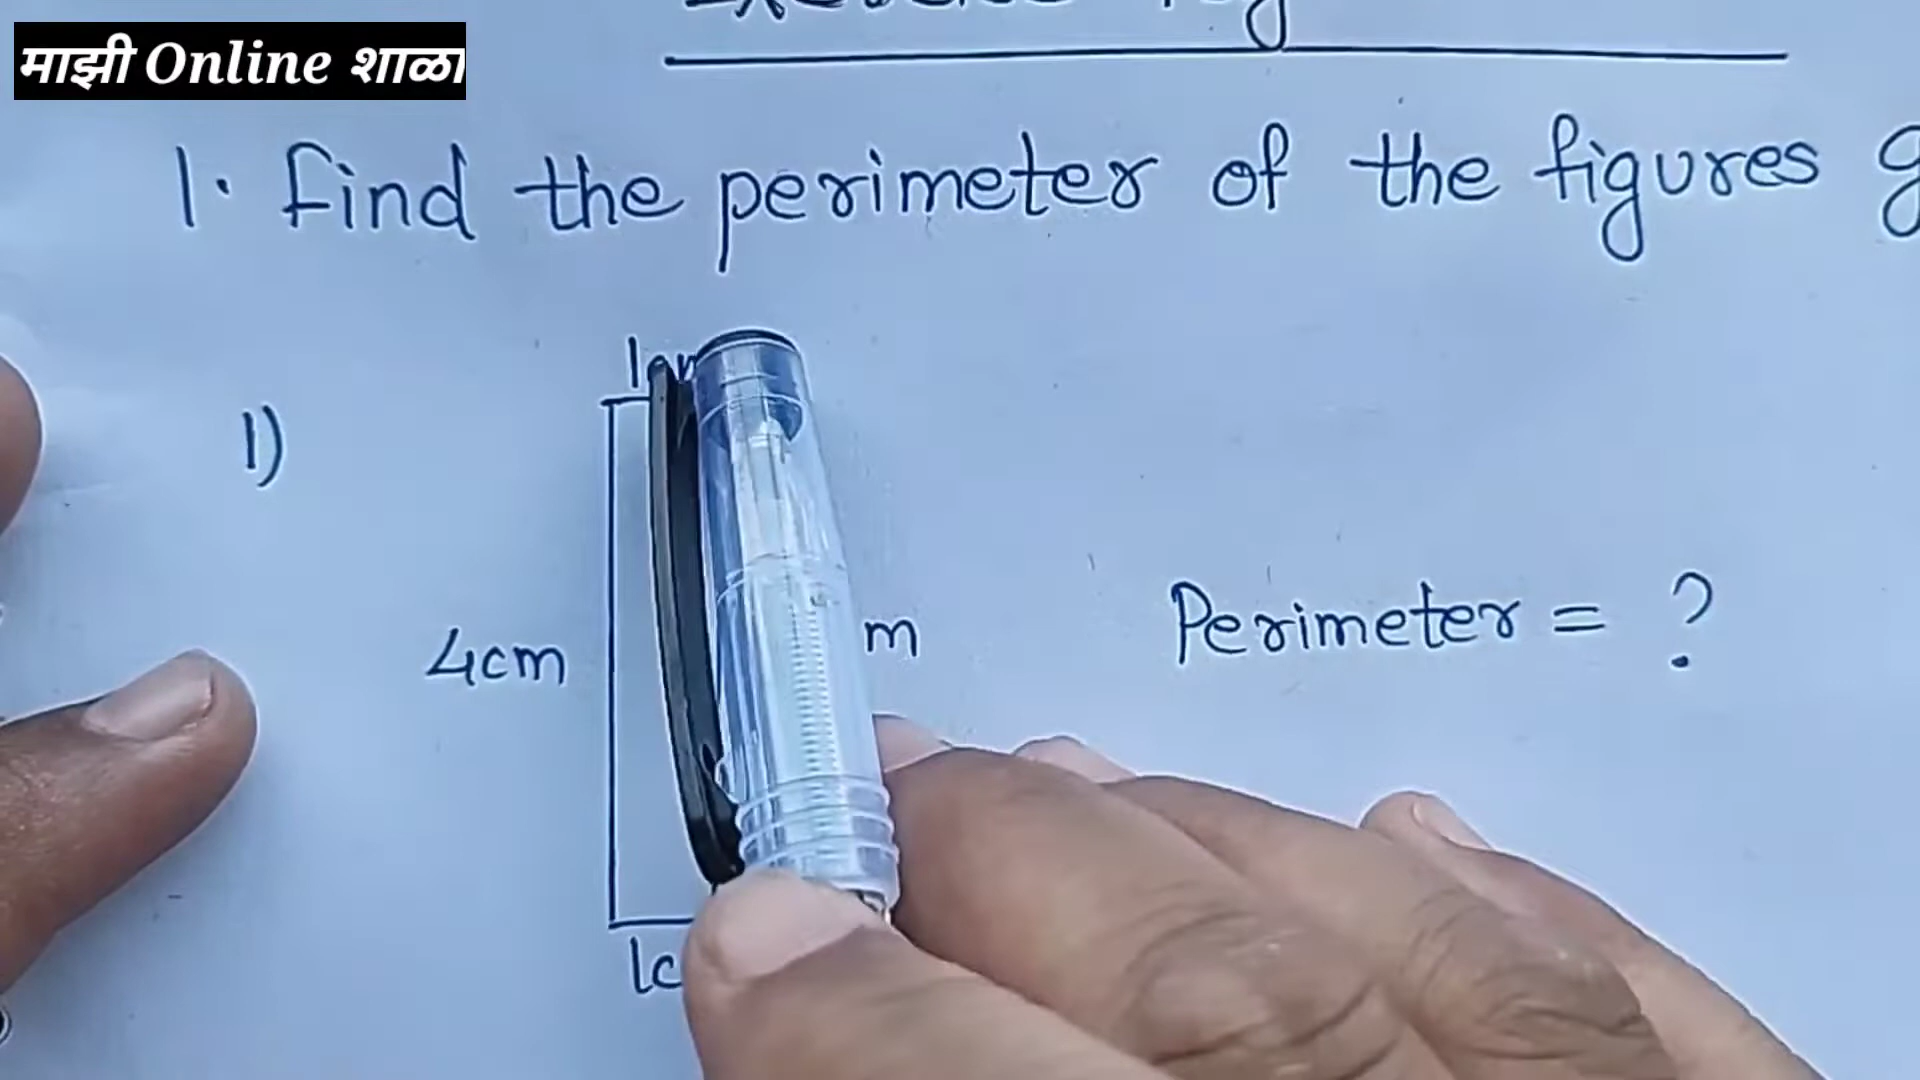 माझी Online शाळा
1. Find the perimeter of the figures
1)
4cm
Perimeter = ?